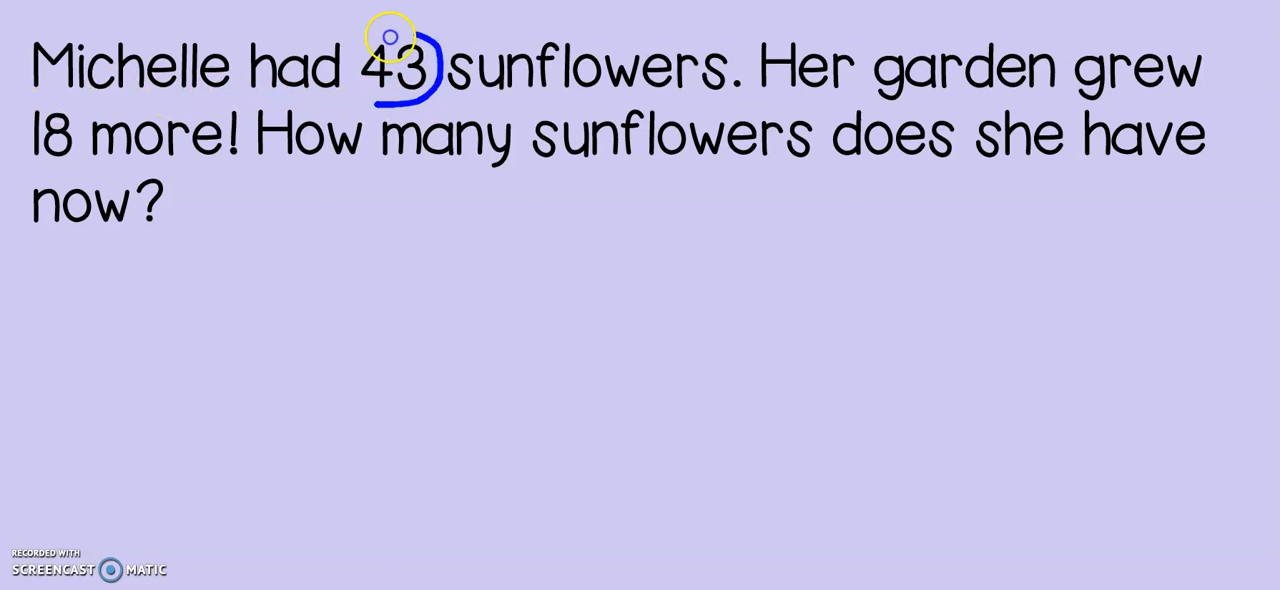 Michelle had 43 sunflowers. Her garden grew
18 more! How many sunflowers does she have
now?
RECORDED WITH
SCREENCAST MATIC